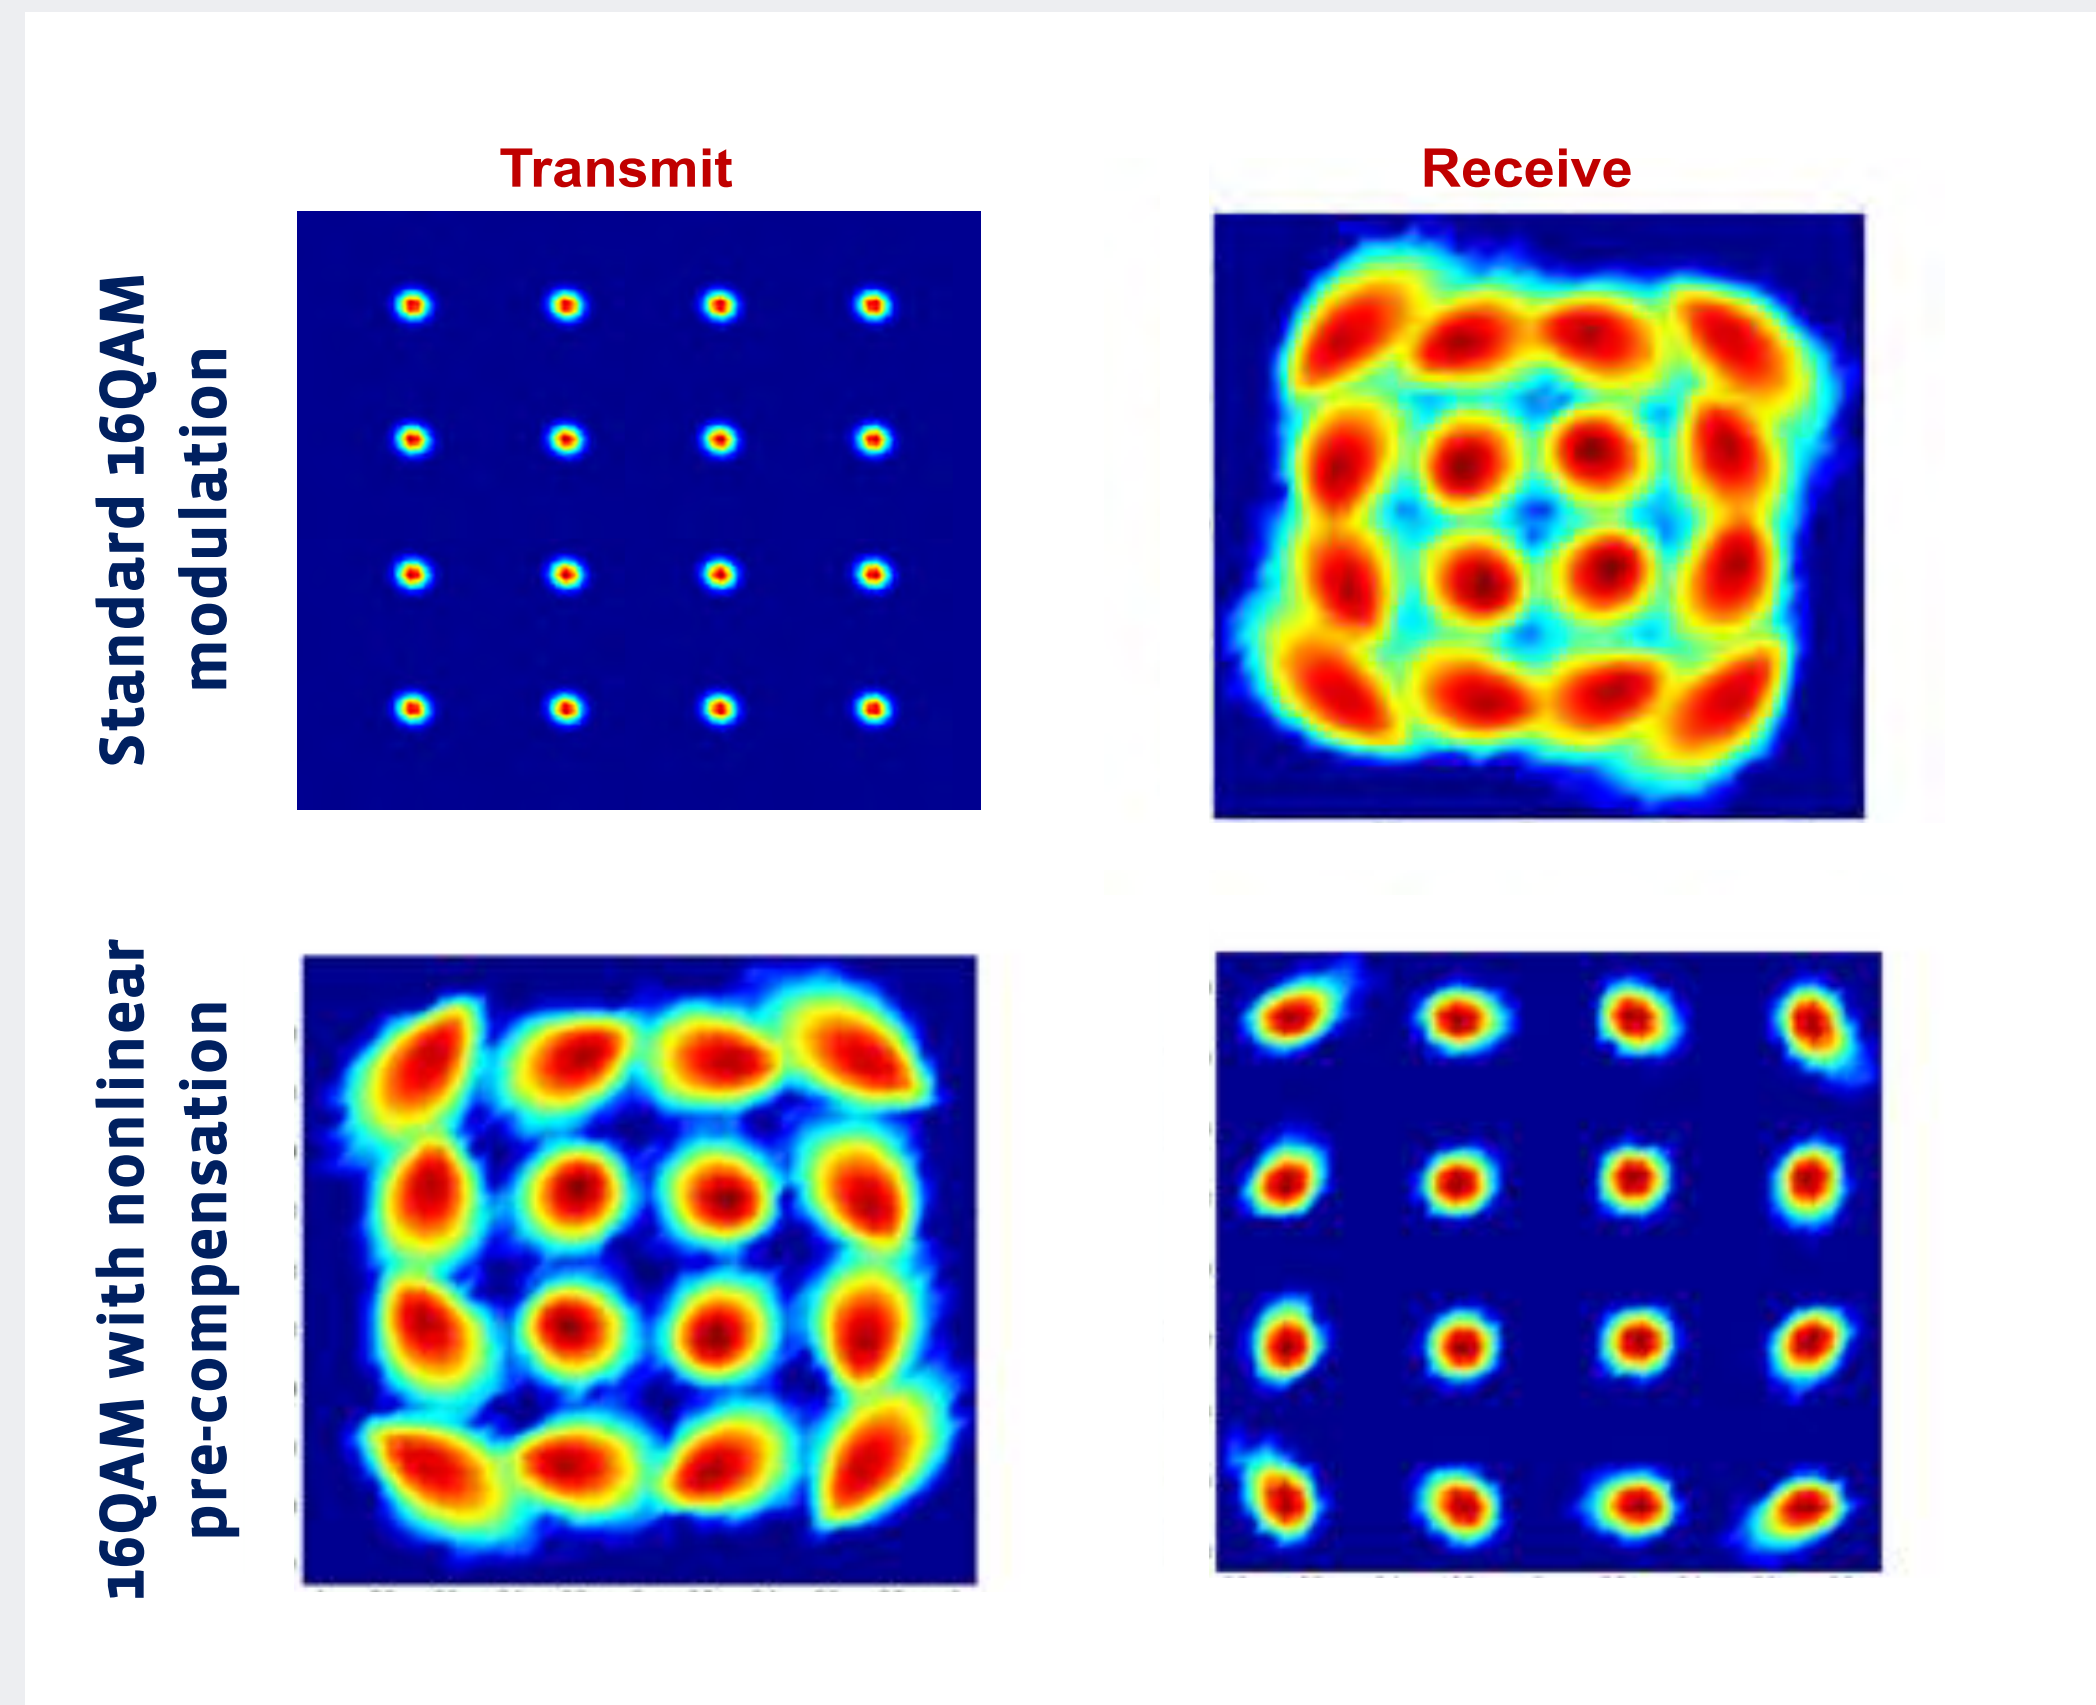 Transmit
Receive
Standard 16QAM
modulation
16QAM with nonlinear
pre-compensation